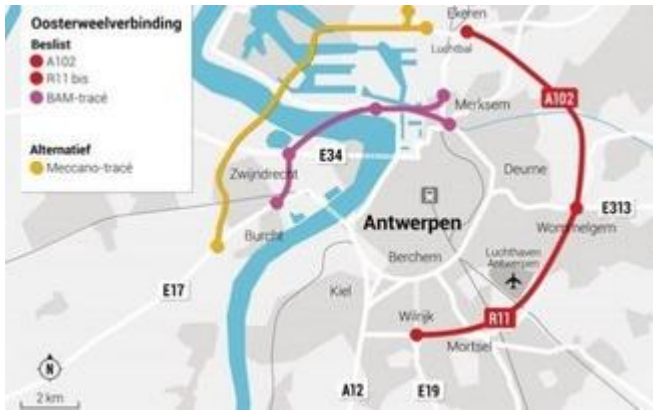 Oosterweelverbinding
Beslist
A102
R11 bis
BAM-tracé
Alternatief
Meccano-tracé
Ekeren
Luchtbal
A102
Merksem
E34
Zwijndrecht
Deurne
E313
Antwerpen
Wommelgem
Burcht
Berchem
Luchthaven
Antwerpen
E17
Kiel
Wilrijk
R11
Mortsel
N
2 km
A12
E19